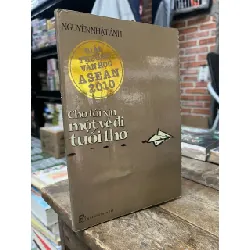 NGUYỄN NHẬT ÁNH
VĂN HỌC
ASEAN
2010
Cho tôi xin
một vé đi
tuổi thơ